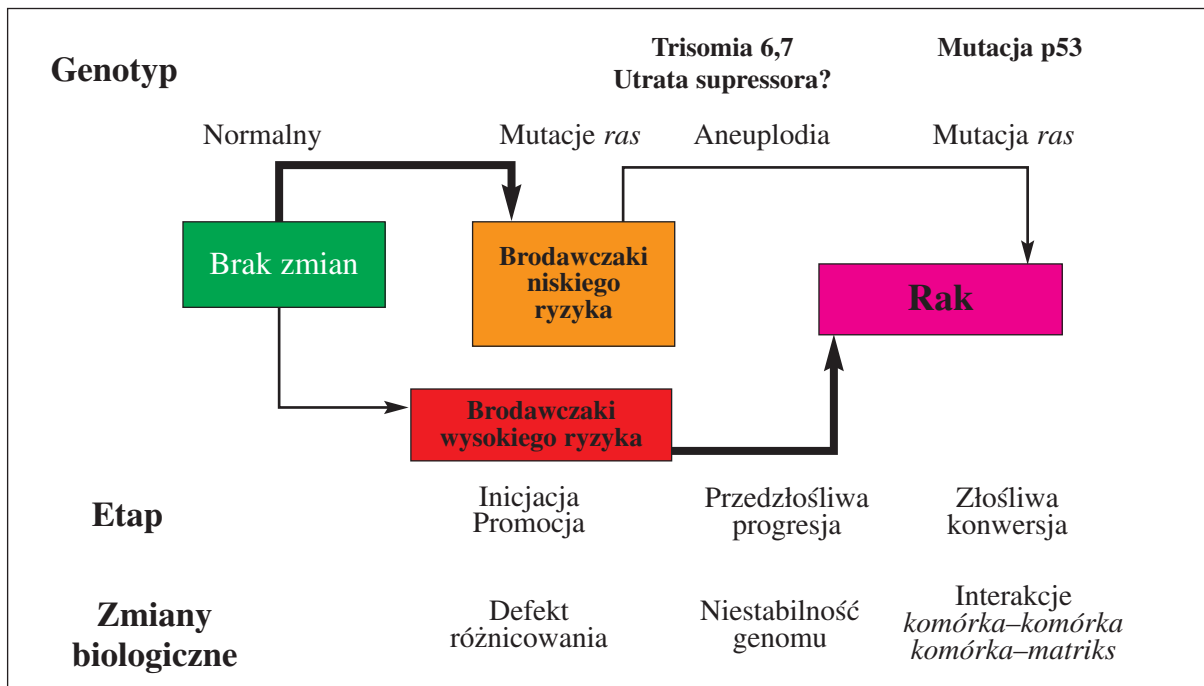 Genotyp
Trisomia 6,7
Utrata supressora?
Mutacja p53
Normalny
Mutacje ras
Aneuplodia
Mutacja ras
Brak zmian
Brodawczaki
niskiego
ryzyka
Rak
Brodawczaki
wysokiego ryzyka
Etap
Inicjacja
Promocja
Przedzłośliwa
progresja
Złośliwa
konwersja
Zmiany
biologiczne
Defekt
różnicowania
Niestabilność
genomu
Interakcje
komórka–komórka
komórka–matriks